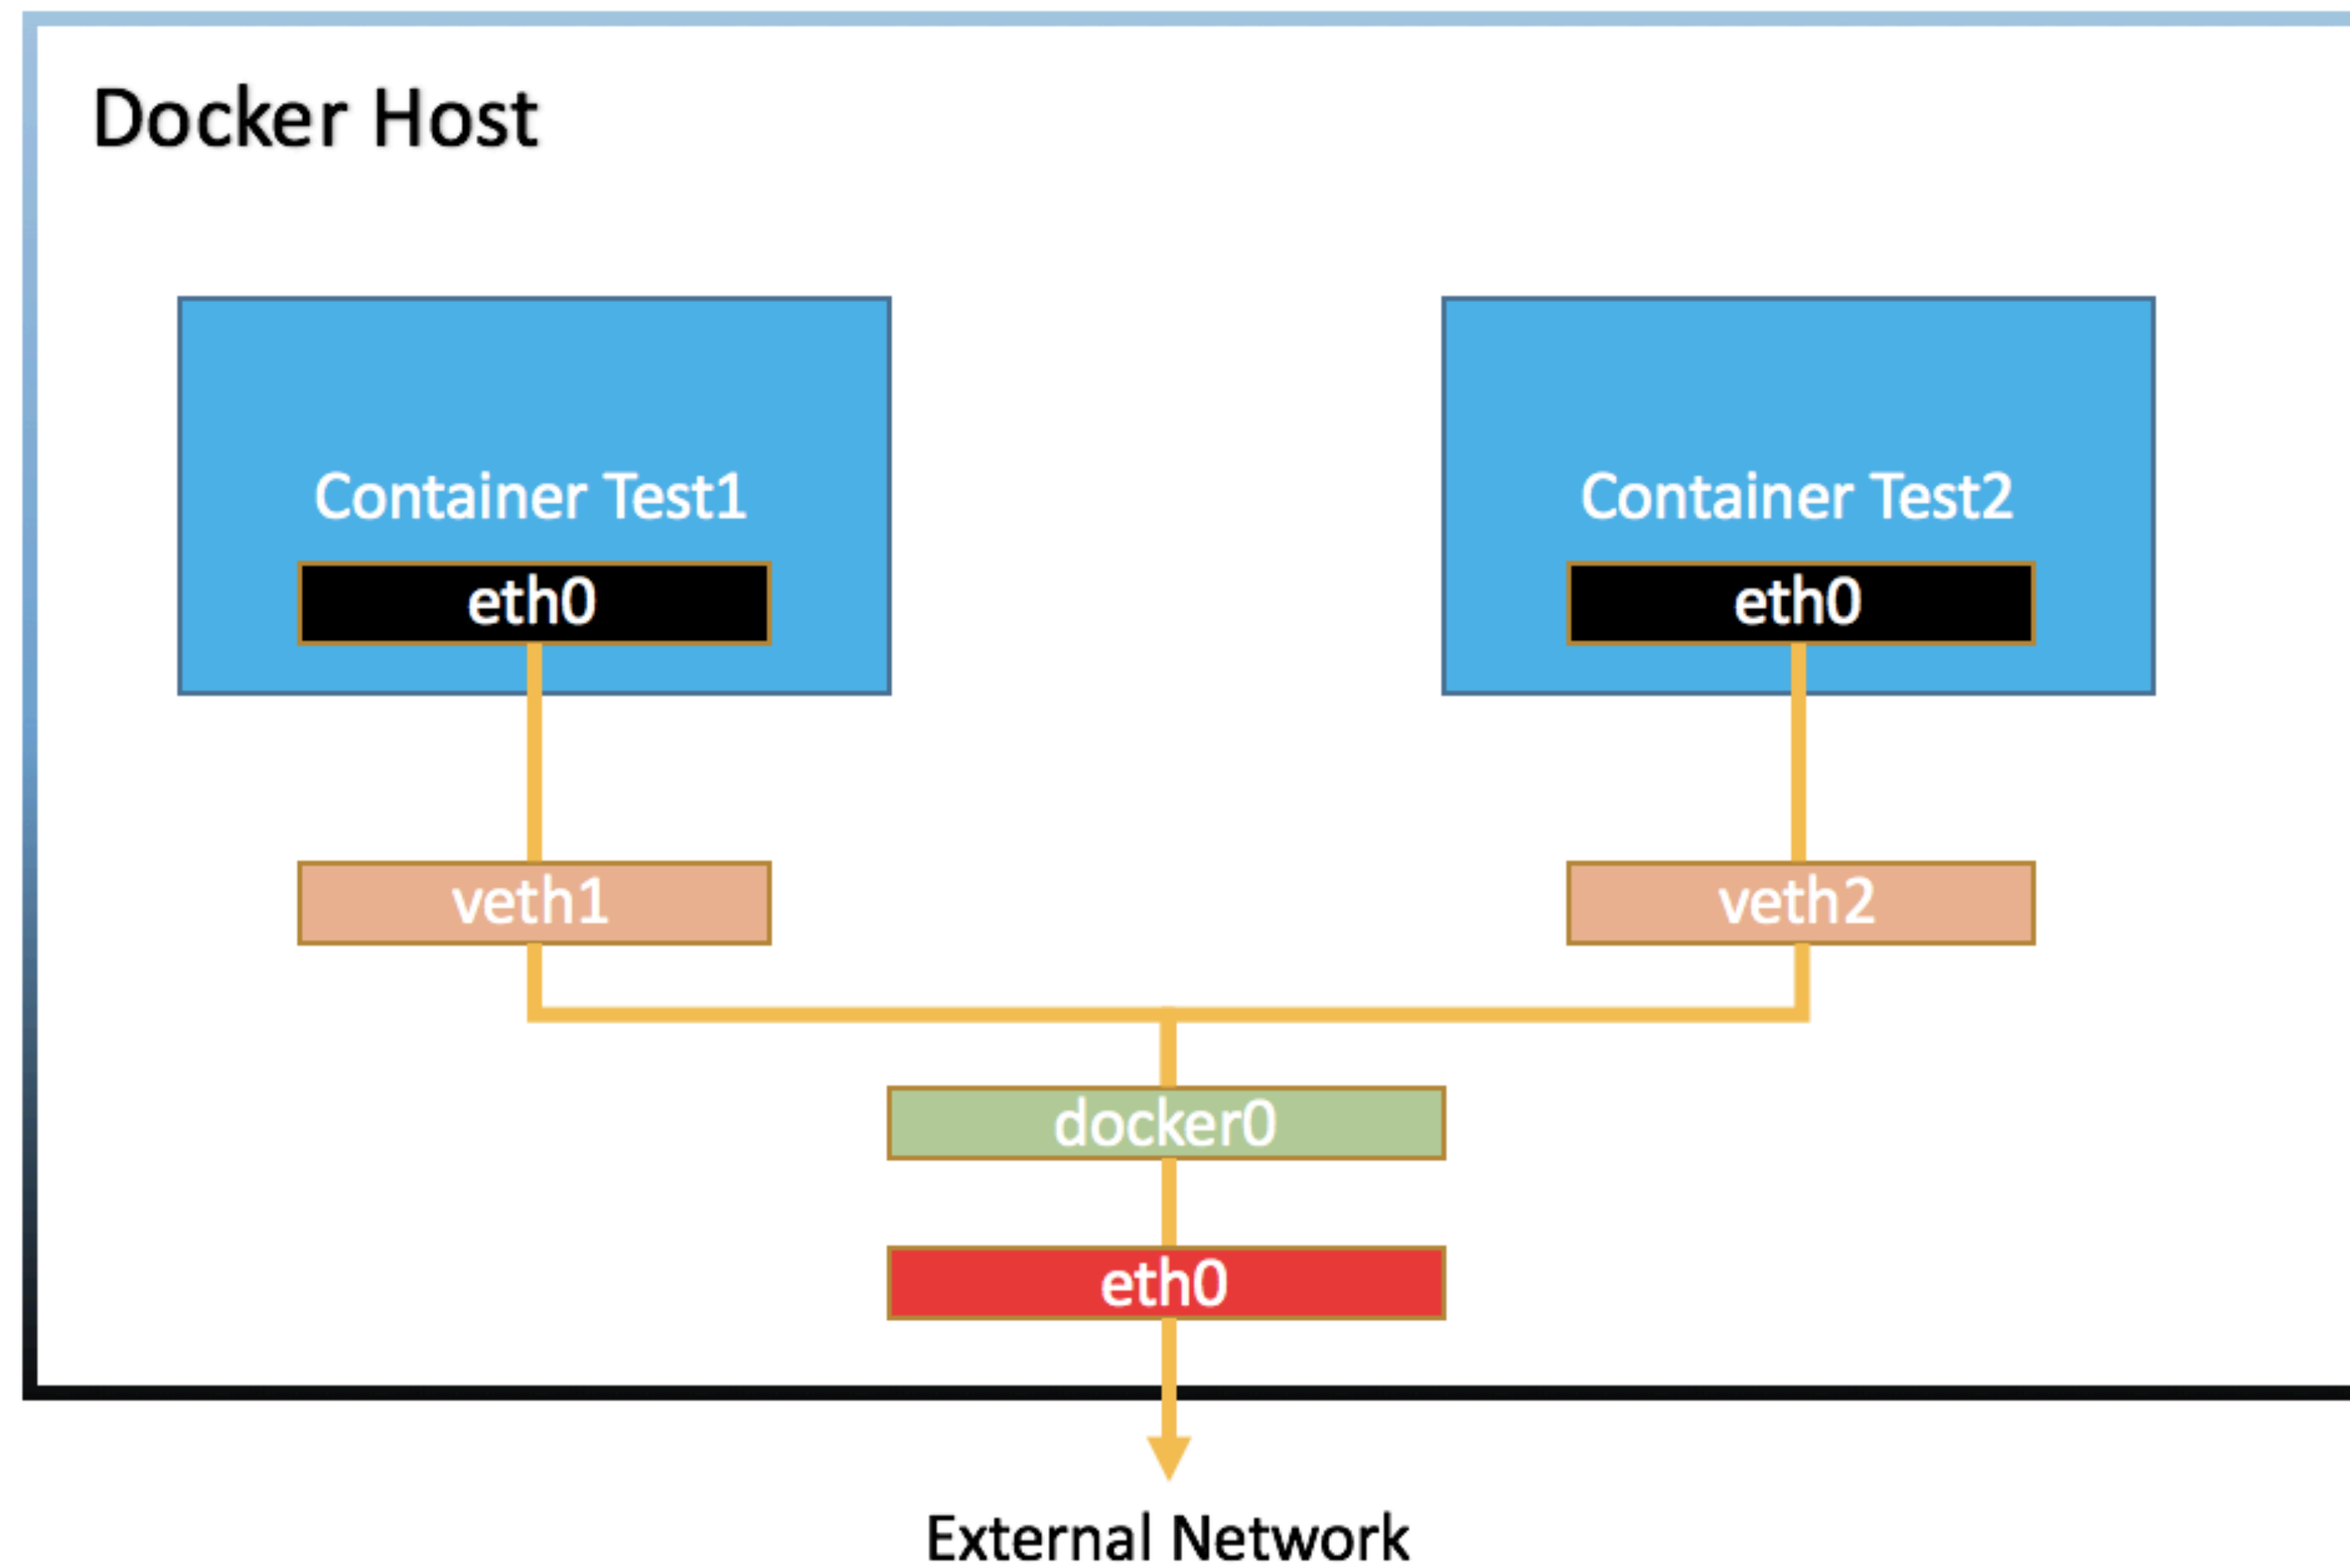 Docker Host
Container Test1
Container Test2
eth0
eth0
veth1
veth2
docker0
eth0
External Network